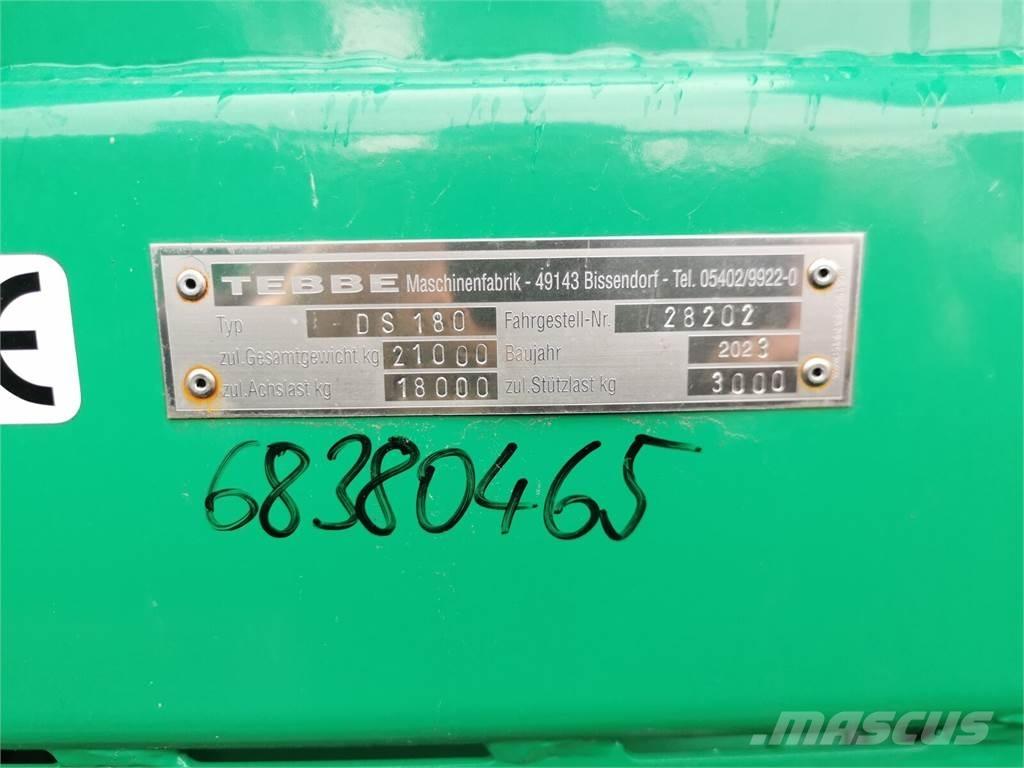 TEBBE Maschinenfabrik - 49143 Bissendorf - Tel. 05402/9922-0
Typ DS 180 Fahrgestell-Nr. 28202
zul.Gesamtgewicht kg 21000 Baujahr 2023
zul.Achslast kg 18000 zul.Stützlast kg 3000
CE
68380465
mascus